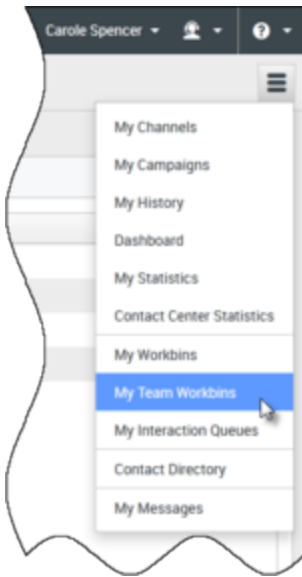 Carole Spencer
?
My Channels
My Campaigns
My History
Dashboard
My Statistics
Contact Center Statistics
My Workbins
My Team Workbins
My Interaction Queues
Contact Directory
My Messages